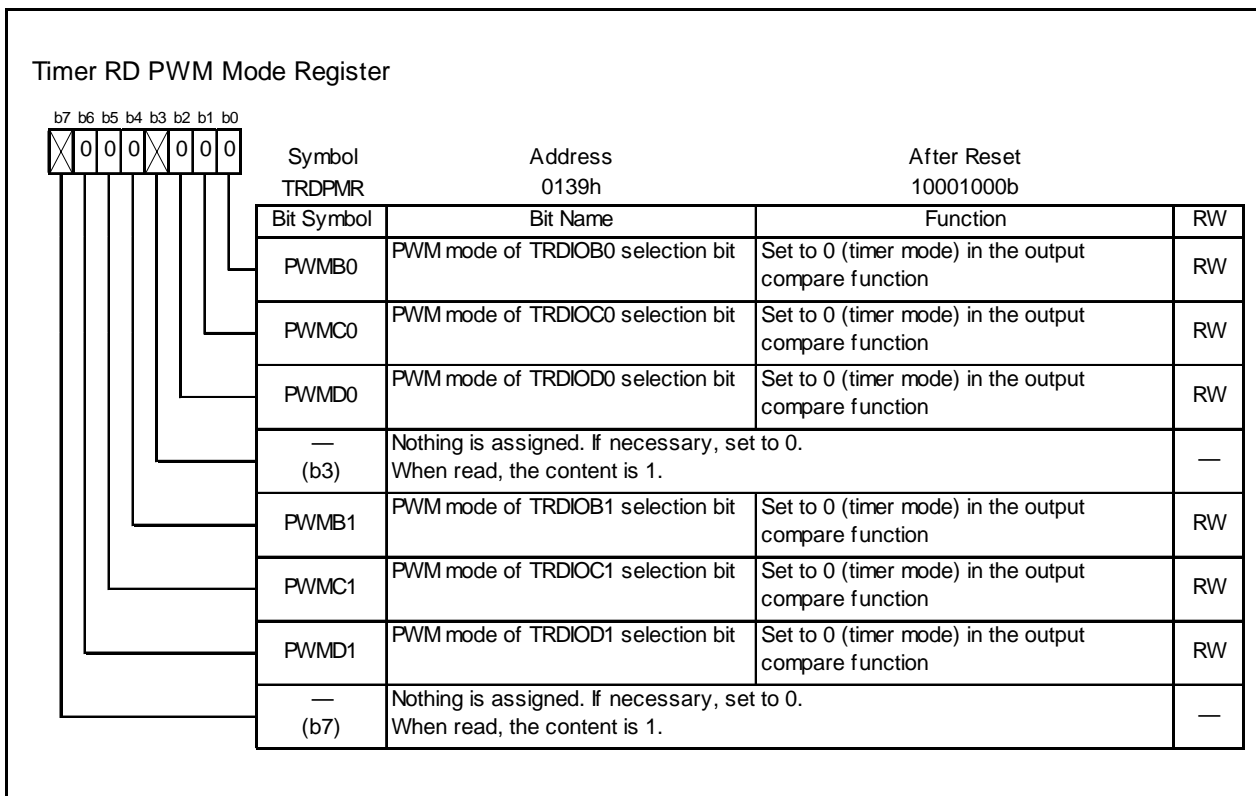 Timer RD PWM Mode Register
b7 b6 b5 b4 b3 b2 b1 b0
0 0 0 0 0 0
Symbol Address After Reset
TRDPMR 0139h 10001000b
Bit Symbol Bit Name Function RW
PWMB0 PWM mode of TRDIOB0 selection bit Set to 0 (timer mode) in the output compare function RW
PWMC0 PWM mode of TRDIOC0 selection bit Set to 0 (timer mode) in the output compare function RW
PWMD0 PWM mode of TRDIOD0 selection bit Set to 0 (timer mode) in the output compare function RW
— (b3) Nothing is assigned. If necessary, set to 0. When read, the content is 1. —
PWMB1 PWM mode of TRDIOB1 selection bit Set to 0 (timer mode) in the output compare function RW
PWMC1 PWM mode of TRDIOC1 selection bit Set to 0 (timer mode) in the output compare function RW
PWMD1 PWM mode of TRDIOD1 selection bit Set to 0 (timer mode) in the output compare function RW
— (b7) Nothing is assigned. If necessary, set to 0. When read, the content is 1. —